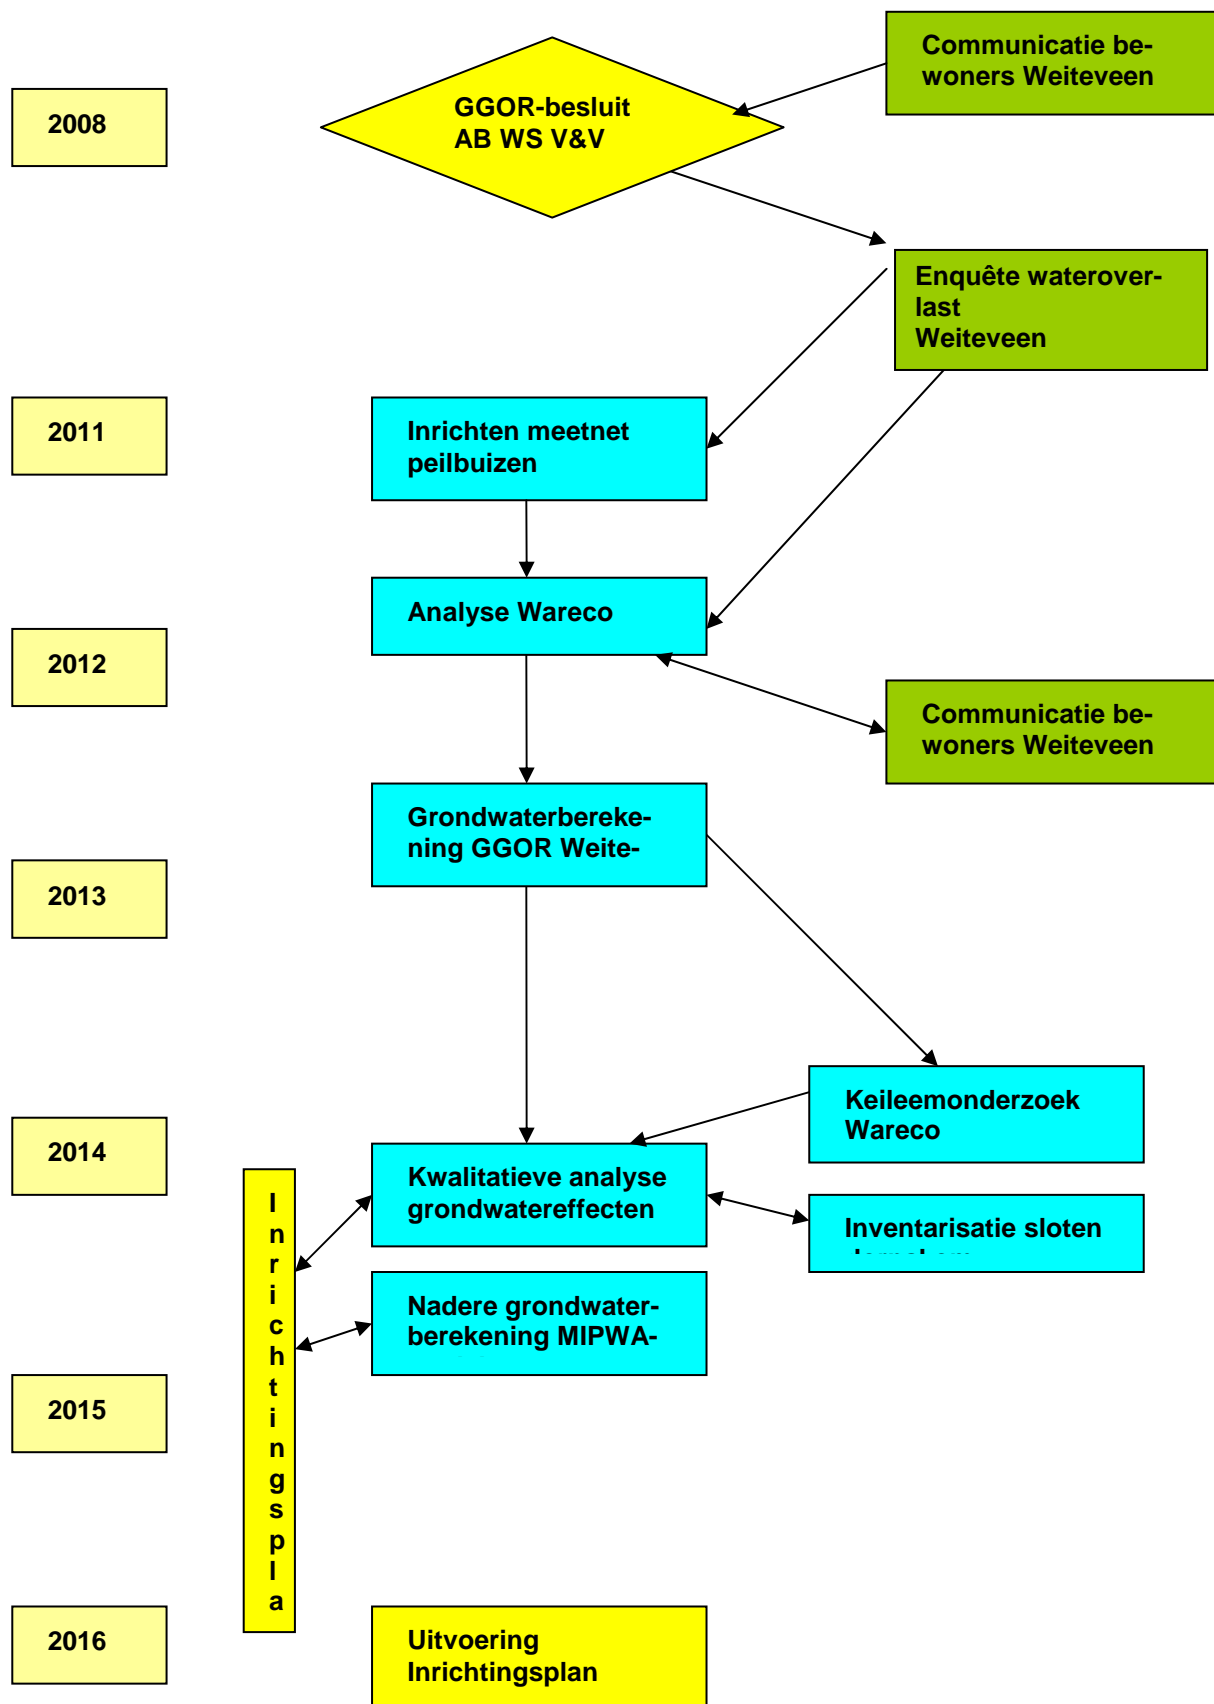 Communicatie be-
woners Weiteveen
2008
GGOR-besluit
AB WS V&V
Enquête waterover-
last
Weiteveen
2011
Inrichten meetnet
peilbuizen
Analyse Wareco
2012
Communicatie be-
woners Weiteveen
Grondwaterbereke-
ning GGOR Weite-
2013
Keileemonderzoek
Wareco
2014
Kwalitatieve analyse
grondwatereffecten
Inventarisatie sloten
I
n
r
i
c
h
t
i
n
g
s
p
l
a
Nadere grondwater-
berekening MIPWA-
2015
2016
Uitvoering
Inrichtingsplan